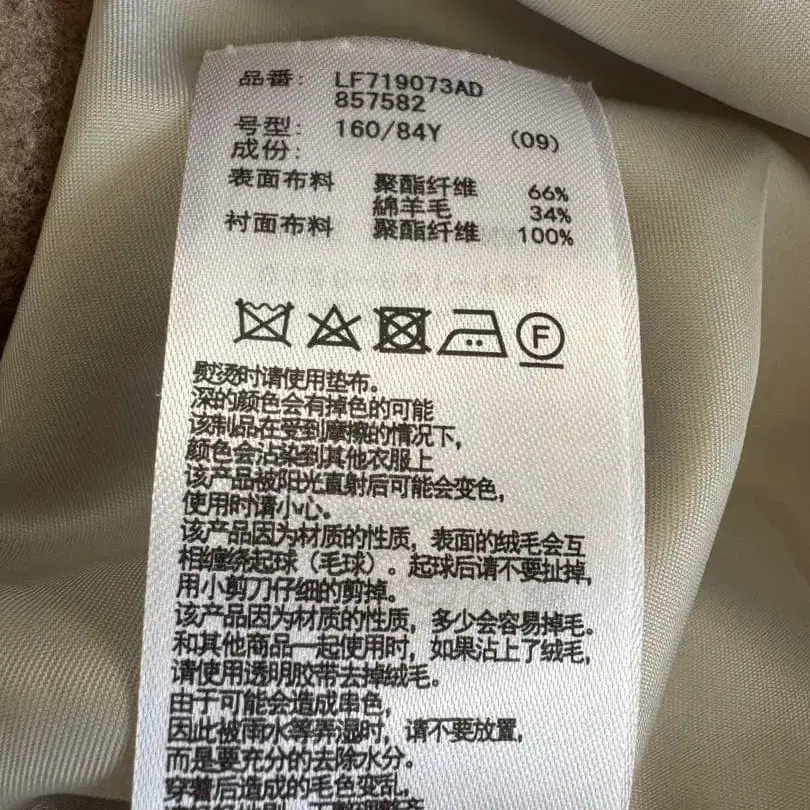 品番: LF719073AD
857582
号型: 160/84Y (09)
成份:
表面布料 聚酯纤维 66%
綿羊毛 34%
衬面布料 聚酯纤维 100%
F
熨烫时请使用垫布。
深的颜色会有掉色的可能
该制品在受到摩擦的情况下,
颜色会沾染到其他衣服上
该产品被阳光直射后可能会变色,
使用时请小心。
该产品因为材质的性质, 表面的绒毛会互
相缠绕起球（毛球）. 起球后请不要扯掉,
用小剪刀仔细的剪掉。
该产品因为材质的性质, 多少会容易掉毛。
和其他商品一起使用时, 如果沾上了绒毛,
请使用透明胶带去掉绒毛。
由于可能会造成串色,
因此被雨水等弄湿时, 请不要放置,
而是要充分的去除水分。
穿著后造成的毛色变乱,